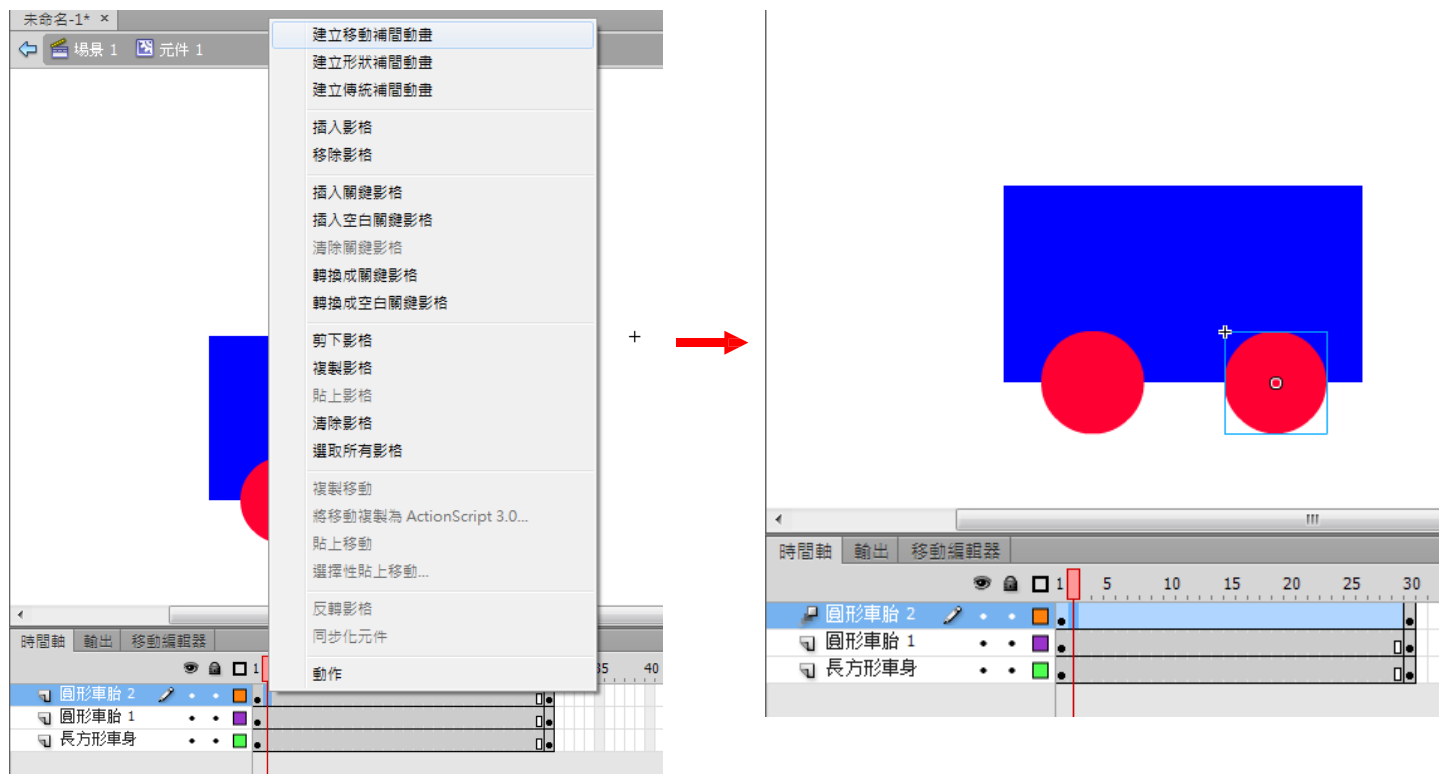 未命名-1* ×
場景 1 元件 1
建立移動補間動畫
建立形狀補間動畫
建立傳統補間動畫
插入影格
移除影格
插入關鍵影格
插入空白關鍵影格
清除關鍵影格
轉換成關鍵影格
轉換成空白關鍵影格
剪下影格
複製影格
貼上影格
清除影格
選取所有影格
複製移動
將移動複製為 ActionScript 3.0...
貼上移動
選擇性貼上移動...
反轉影格
同步化元件
動作
時間軸 輸出 移動編輯器
1 35 40
圓形車胎 2
圓形車胎 1
長方形車身
時間軸 輸出 移動編輯器
1 5 10 15 20 25 30
圓形車胎 2
圓形車胎 1
長方形車身